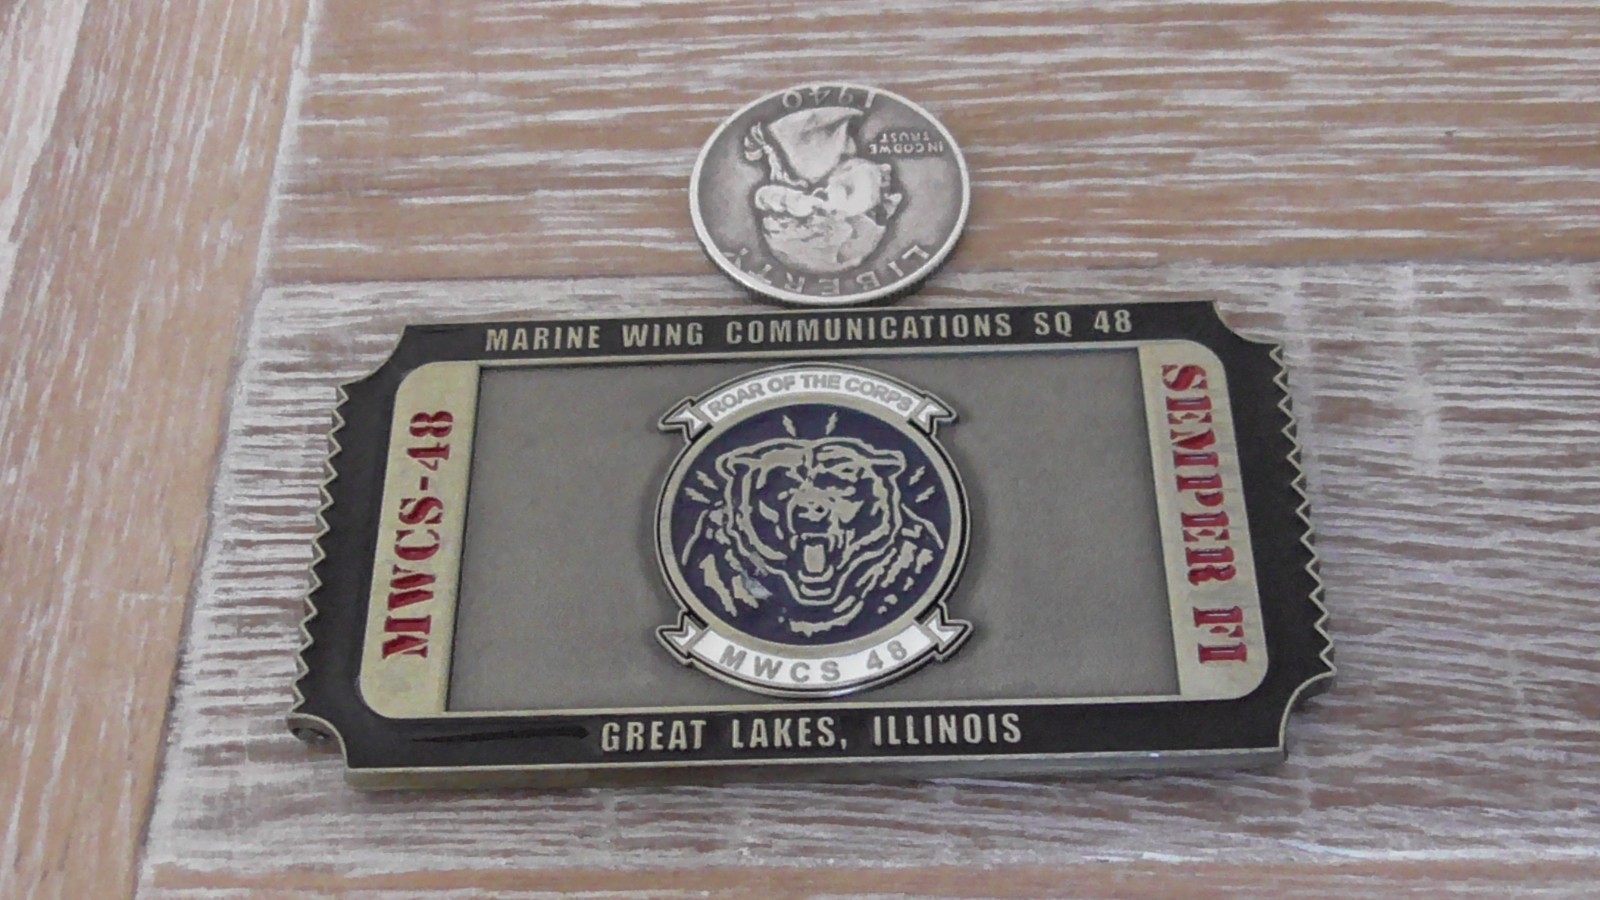 1940
IN GOD WE
TRUST
LIBERTY
MARINE WING COMMUNICATIONS SQ 48
MWCS-48
ROAR OF THE CORPS
MWCS 48
SEMPER FI
GREAT LAKES, ILLINOIS